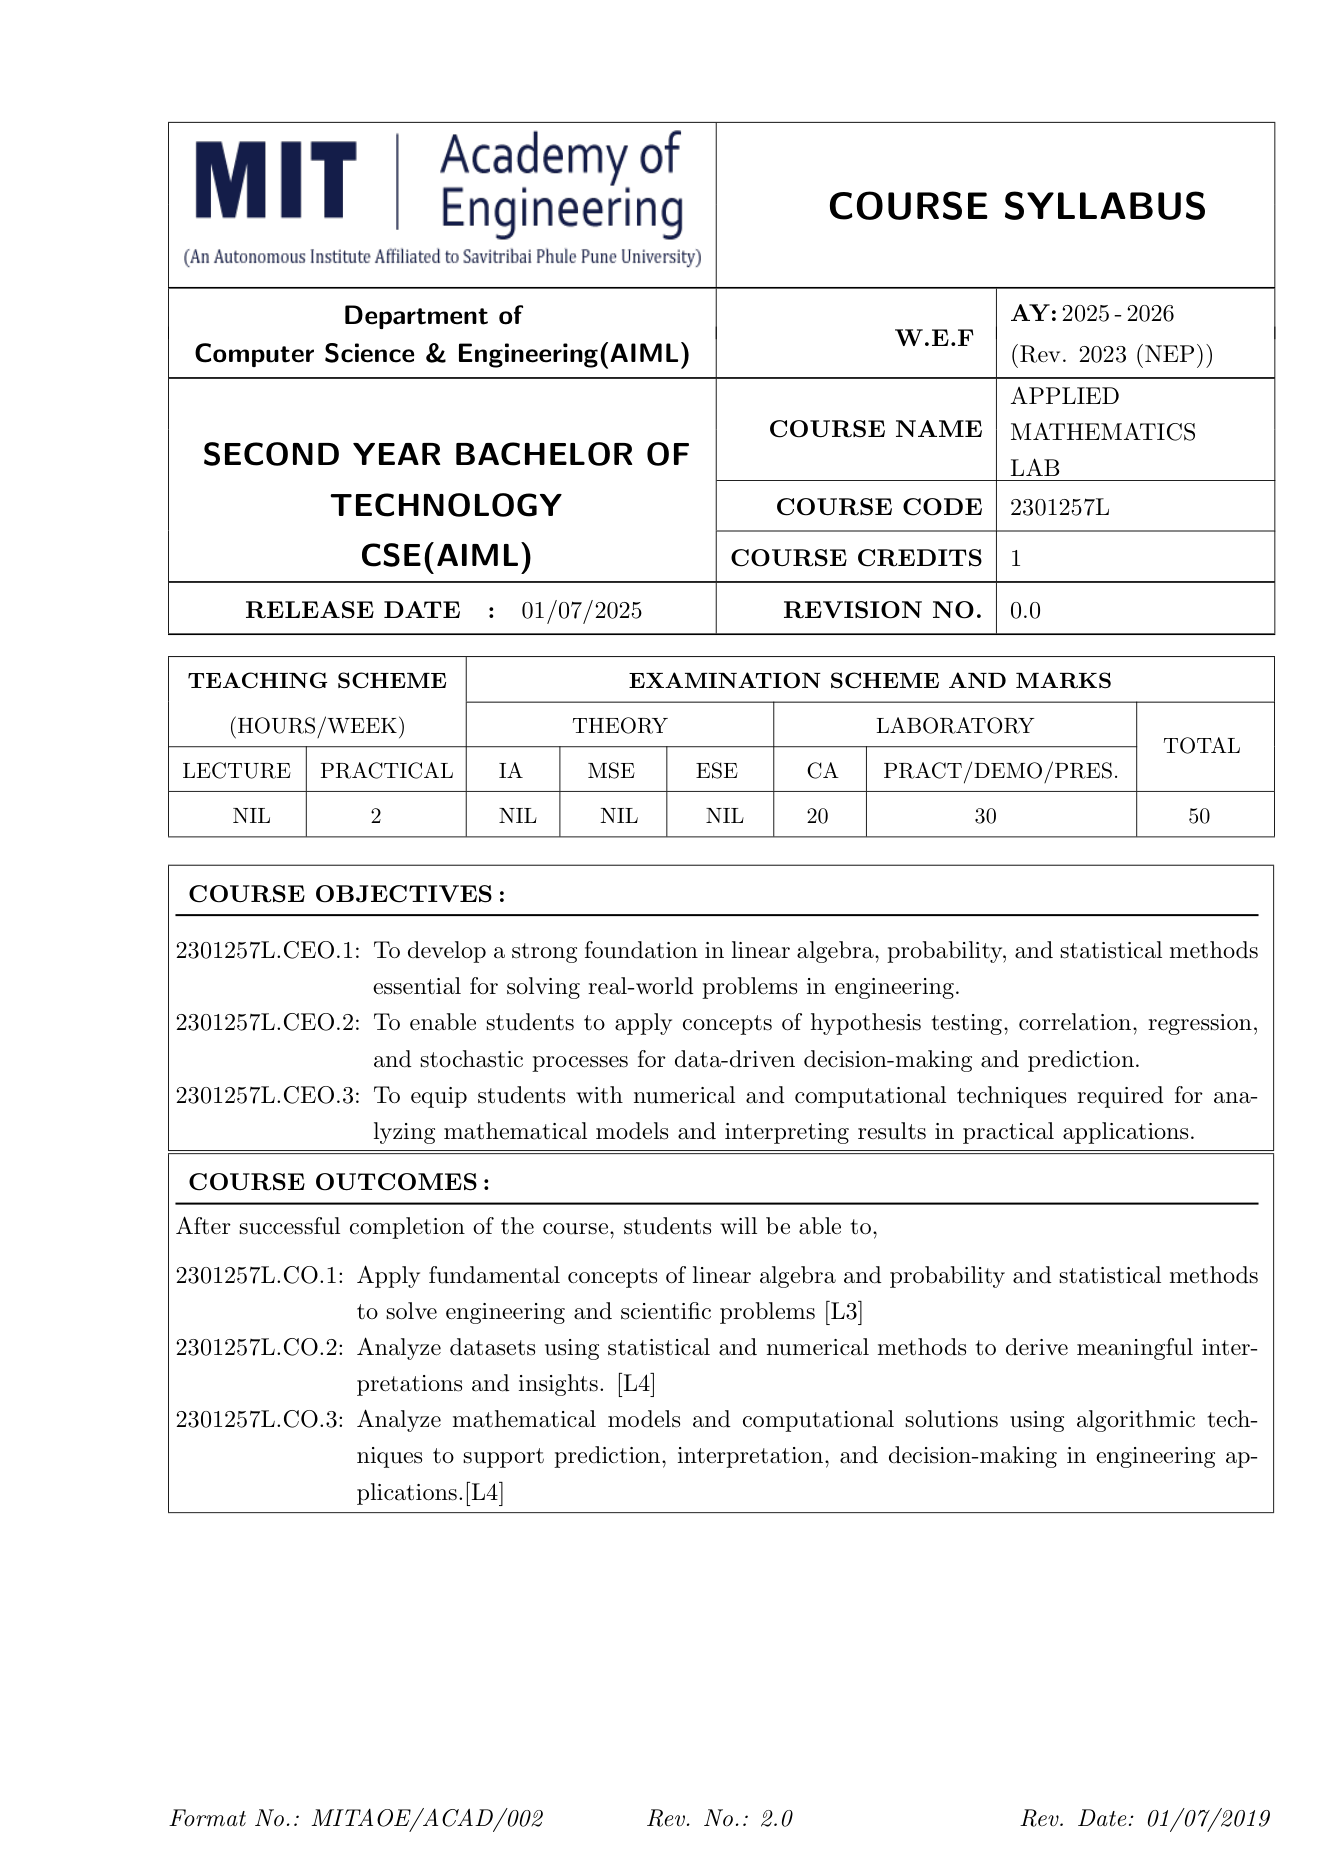 MIT
Academy of
Engineering
(An Autonomous Institute Affiliated to Savitribai Phule Pune University)
COURSE SYLLABUS
Department of
Computer Science & Engineering(AIML)
W.E.F
AY: 2025 - 2026
(Rev. 2023 (NEP))
SECOND YEAR BACHELOR OF
TECHNOLOGY
CSE(AIML)
COURSE NAME
APPLIED
MATHEMATICS
LAB
COURSE CODE
2301257L
COURSE CREDITS
1
RELEASE DATE : 01/07/2025
REVISION NO.
0.0
TEACHING SCHEME
EXAMINATION SCHEME AND MARKS
(HOURS/WEEK)
THEORY
LABORATORY
TOTAL
LECTURE PRACTICAL IA MSE ESE CA PRACT/DEMO/PRES.
NIL 2 NIL NIL NIL 20 30 50
COURSE OBJECTIVES :
2301257L.CEO.1: To develop a strong foundation in linear algebra, probability, and statistical methods
essential for solving real-world problems in engineering.
2301257L.CEO.2: To enable students to apply concepts of hypothesis testing, correlation, regression,
and stochastic processes for data-driven decision-making and prediction.
2301257L.CEO.3: To equip students with numerical and computational techniques required for ana-
lyzing mathematical models and interpreting results in practical applications.
COURSE OUTCOMES :
After successful completion of the course, students will be able to,
2301257L.CO.1: Apply fundamental concepts of linear algebra and probability and statistical methods
to solve engineering and scientific problems [L3]
2301257L.CO.2: Analyze datasets using statistical and numerical methods to derive meaningful inter-
pretations and insights. [L4]
2301257L.CO.3: Analyze mathematical models and computational solutions using algorithmic tech-
niques to support prediction, interpretation, and decision-making in engineering ap-
plications.[L4]
Format No.: MITAOE/ACAD/002 Rev. No.: 2.0 Rev. Date: 01/07/2019